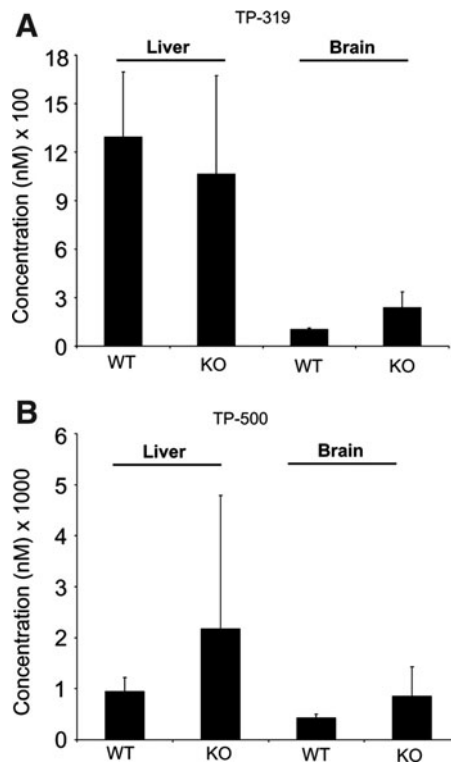 A
TP-319
Liver Brain
Concentration (nM) x 100
18
15
12
9
6
3
0
WT KO WT KO
B
TP-500
Liver Brain
Concentration (nM) x 1000
6
5
4
3
2
1
0
WT KO WT KO